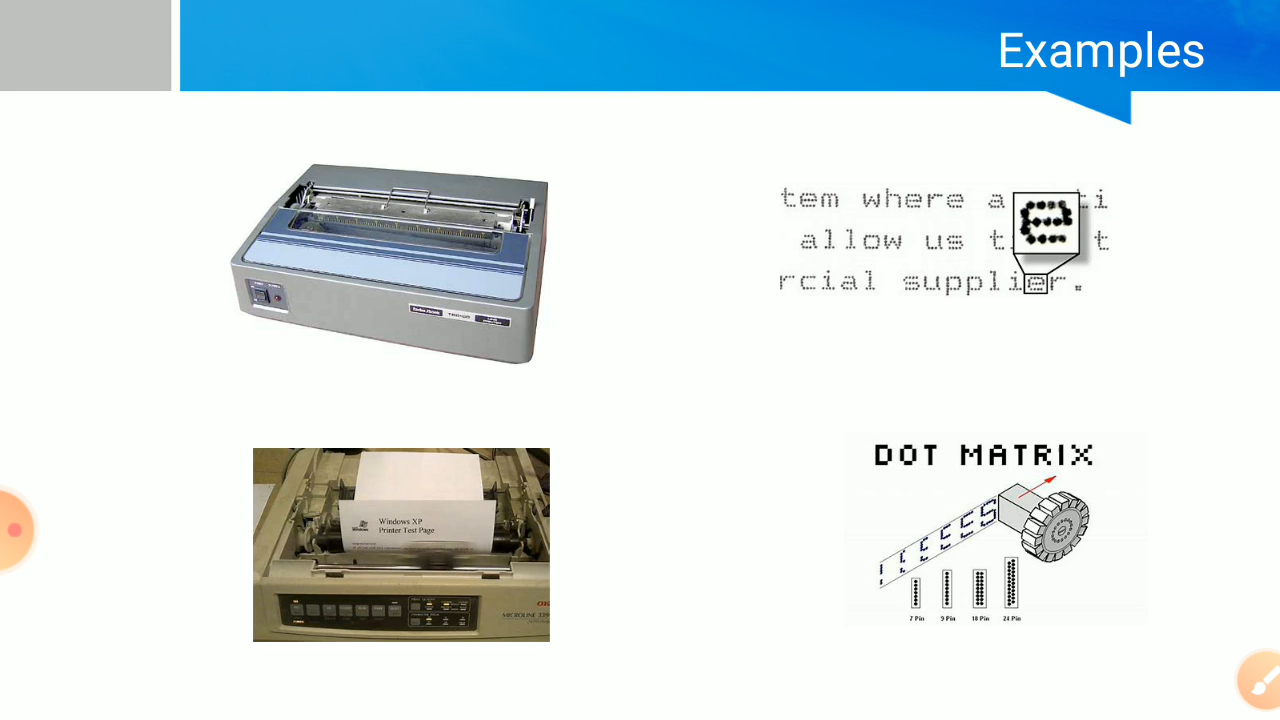 Examples
tem where a ti
allow us t t
rcial supplier.
e
Windows XP
Printer Test Page
DOT MATRIX
7 Pin 9 Pin 18 Pin 24 Pin